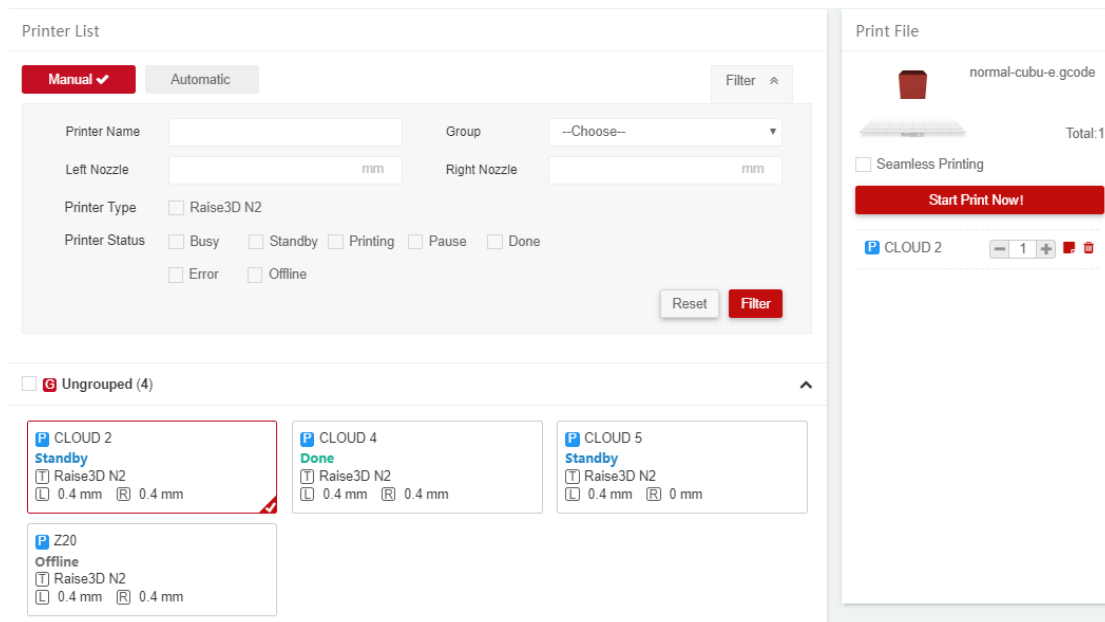 Printer List
Manual
Automatic
Filter
Printer Name
Group
--Choose--
Left Nozzle
mm
Right Nozzle
mm
Printer Type
Raise3D N2
Printer Status
Busy
Standby
Printing
Pause
Done
Error
Offline
Reset
Filter
G Ungrouped (4)
P CLOUD 2
Standby
T Raise3D N2
L 0.4 mm R 0.4 mm
P CLOUD 4
Done
T Raise3D N2
L 0.4 mm R 0.4 mm
P CLOUD 5
Standby
T Raise3D N2
L 0.4 mm R 0 mm
P Z20
Offline
T Raise3D N2
L 0.4 mm R 0.4 mm
Print File
normal-cubu-e.gcode
RAISE3D
Total:1
Seamless Printing
Start Print Now!
P CLOUD 2
1